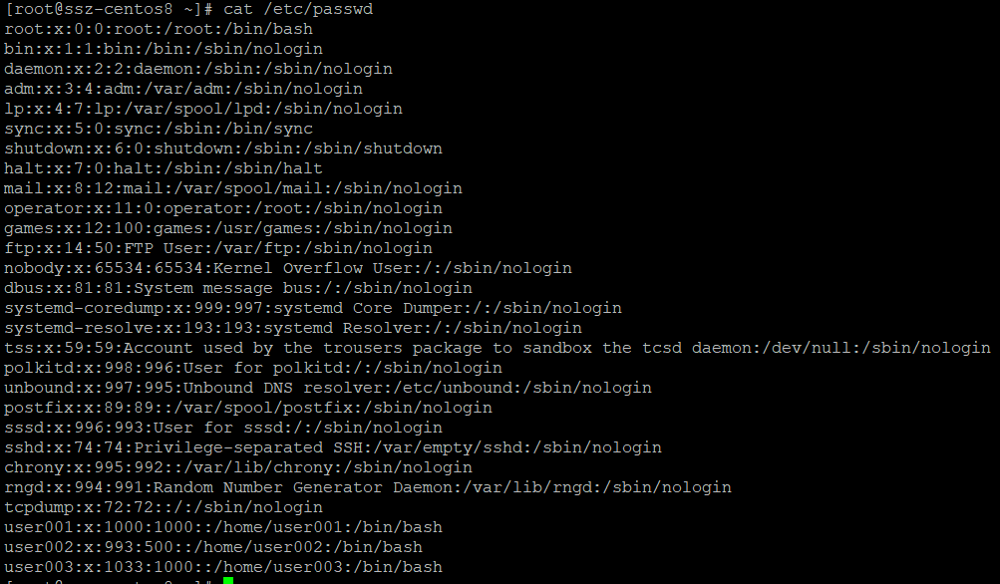 [root@ssz-centos8 ~]# cat /etc/passwd
root:x:0:0:root:/root:/bin/bash
bin:x:1:1:bin:/bin:/sbin/nologin
daemon:x:2:2:daemon:/sbin:/sbin/nologin
adm:x:3:4:adm:/var/adm:/sbin/nologin
lp:x:4:7:lp:/var/spool/lpd:/sbin/nologin
sync:x:5:0:sync:/sbin:/bin/sync
shutdown:x:6:0:shutdown:/sbin:/sbin/shutdown
halt:x:7:0:halt:/sbin:/sbin/halt
mail:x:8:12:mail:/var/spool/mail:/sbin/nologin
operator:x:11:0:operator:/root:/sbin/nologin
games:x:12:100:games:/usr/games:/sbin/nologin
ftp:x:14:50:FTP User:/var/ftp:/sbin/nologin
nobody:x:65534:65534:Kernel Overflow User:/:/sbin/nologin
dbus:x:81:81:System message bus:/:/sbin/nologin
systemd-coredump:x:999:997:systemd Core Dumper:/:/sbin/nologin
systemd-resolve:x:193:193:systemd Resolver:/:/sbin/nologin
tss:x:59:59:Account used by the trousers package to sandbox the tcsd daemon:/dev/null:/sbin/nologin
polkitd:x:998:996:User for polkitd:/:/sbin/nologin
unbound:x:997:995:Unbound DNS resolver:/etc/unbound:/sbin/nologin
postfix:x:89:89::/var/spool/postfix:/sbin/nologin
sssd:x:996:993:User for sssd:/:/sbin/nologin
sshd:x:74:74:Privilege-separated SSH:/var/empty/sshd:/sbin/nologin
chrony:x:995:992::/var/lib/chrony:/sbin/nologin
rngd:x:994:991:Random Number Generator Daemon:/var/lib/rngd:/sbin/nologin
tcpdump:x:72:72::/:/sbin/nologin
user001:x:1000:1000::/home/user001:/bin/bash
user002:x:993:500::/home/user002:/bin/bash
user003:x:1033:1000::/home/user003:/bin/bash